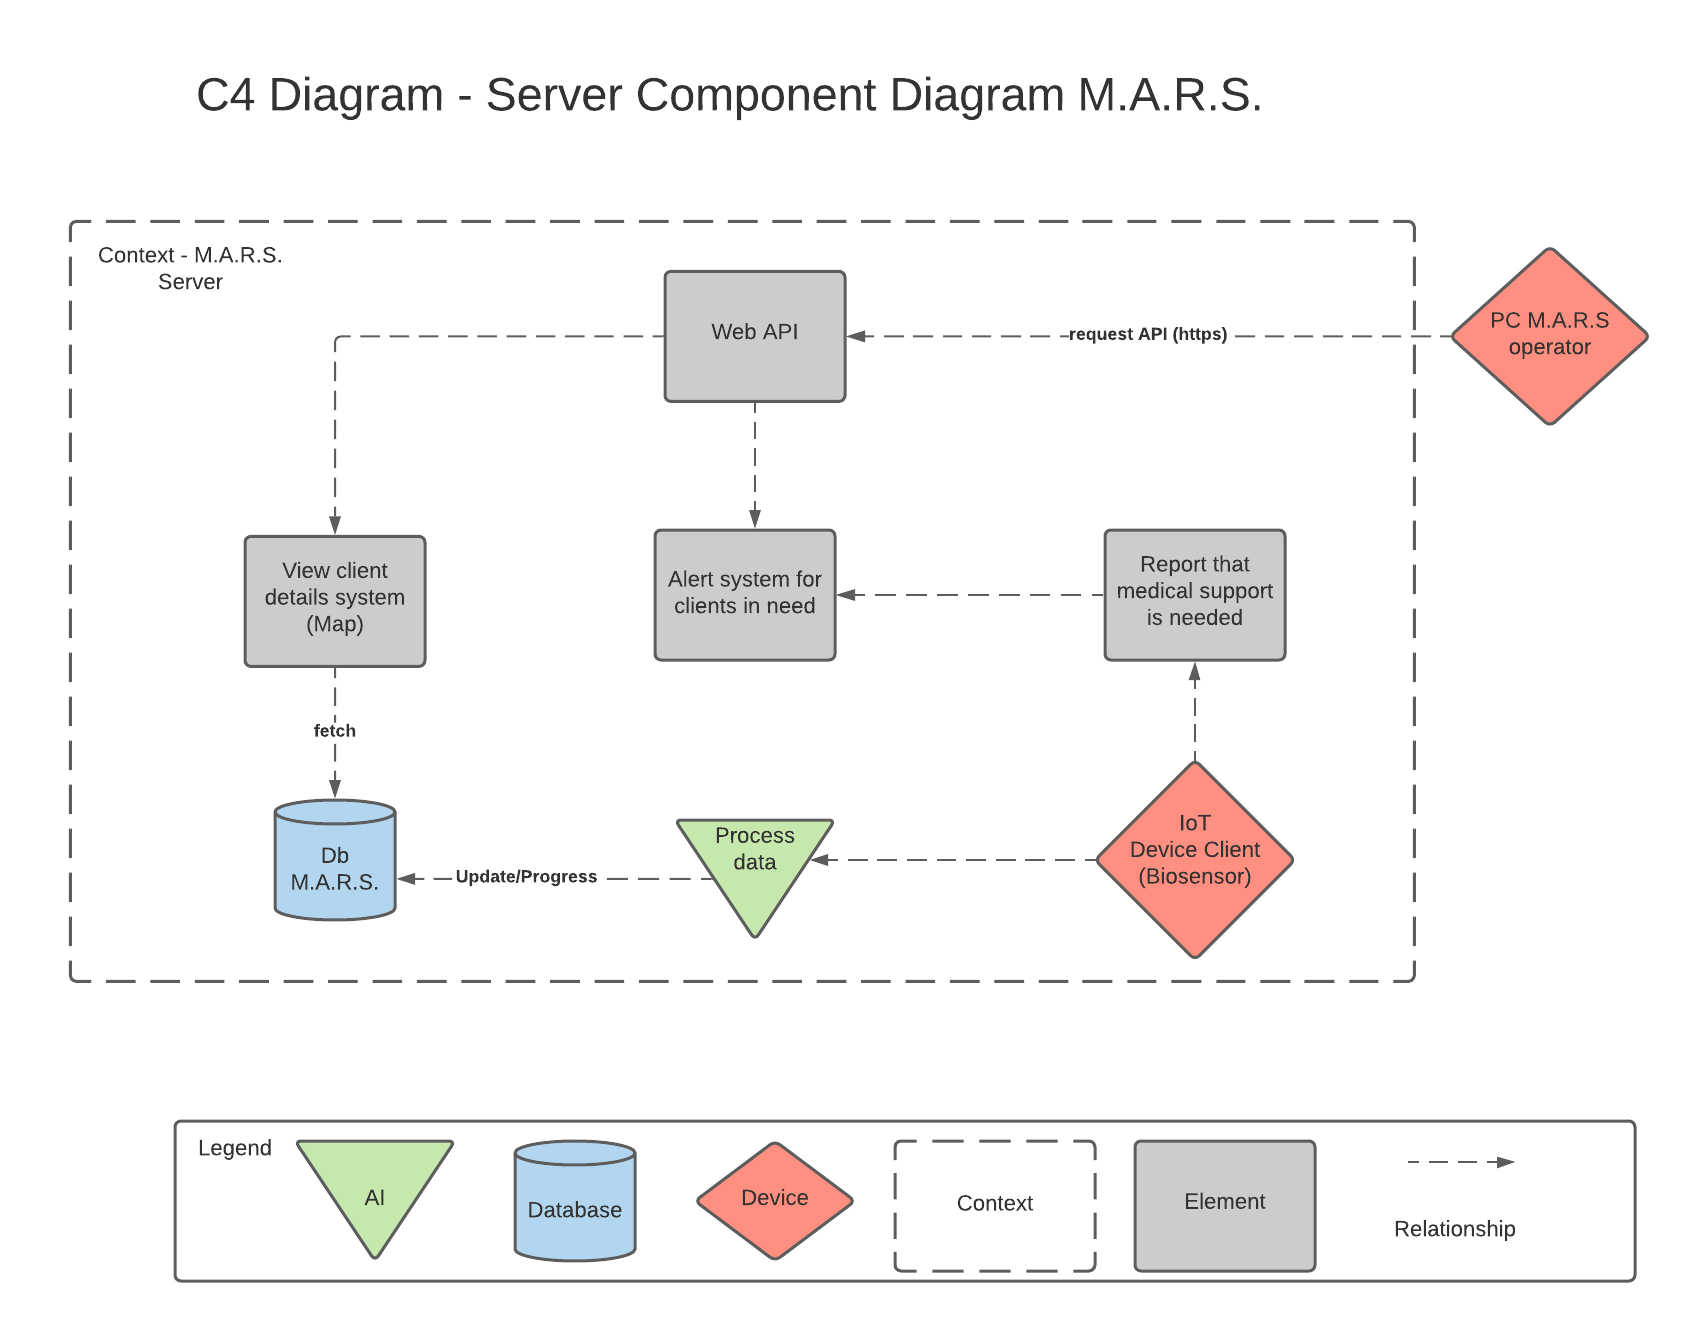 C4 Diagram - Server Component Diagram M.A.R.S.
Context - M.A.R.S.
Server
Web API
request API (https)
PC M.A.R.S
operator
View client
details system
(Map)
Alert system for
clients in need
Report that
medical support
is needed
fetch
Db
M.A.R.S.
Update/Progress
Process
data
IoT
Device Client
(Biosensor)
Legend
AI
Database
Device
Context
Element
Relationship